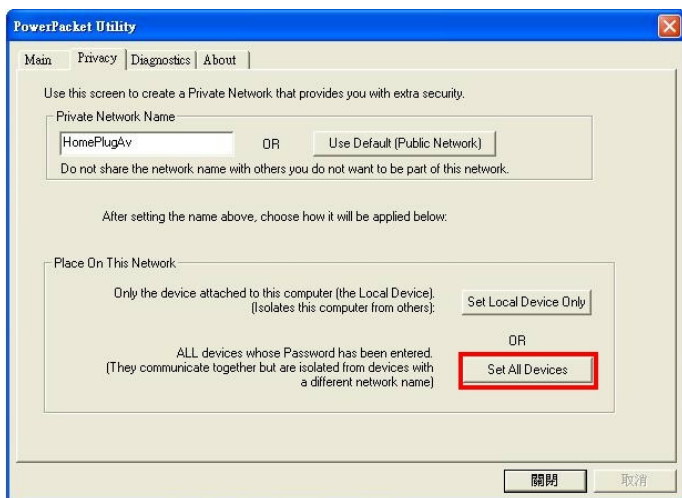 PowerPacket Utility
Main Privacy Diagnostics About
Use this screen to create a Private Network that provides you with extra security.
Private Network Name
HomePlugAv OR Use Default (Public Network)
Do not share the network name with others you do not want to be part of this network.
After setting the name above, choose how it will be applied below:
Place On This Network
Only the device attached to this computer (the Local Device).
(Isolates this computer from others):
Set Local Device Only
OR
ALL devices whose Password has been entered.
(They communicate together but are isolated from devices with
a different network name)
Set All Devices
關閉 取消